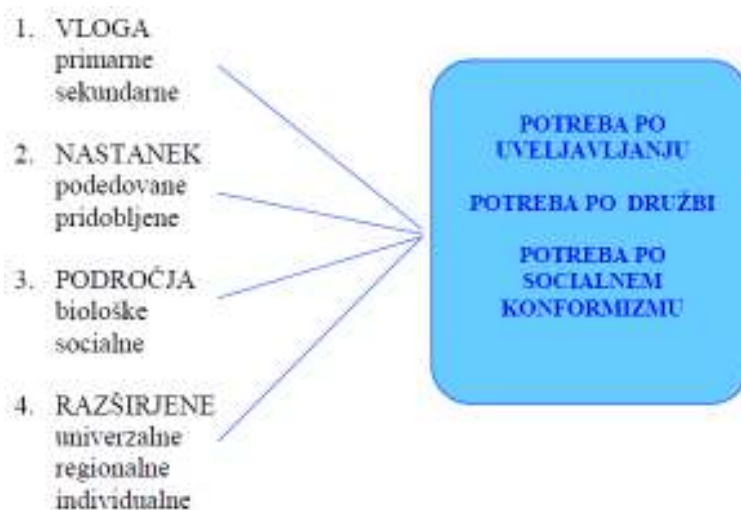 1. VLOGA
primarne
sekundarne
2. NASTANEK
podedovane
pridobljene
3. PODROČJA
biološke
socialne
4. RAZŠIRJENE
univerzalne
regionalne
individualne
POTREBA PO
UVELJAVLJANJU
POTREBA PO DRUŽBI
POTREBA PO
SOCIALNEM
KONFORMIZMU